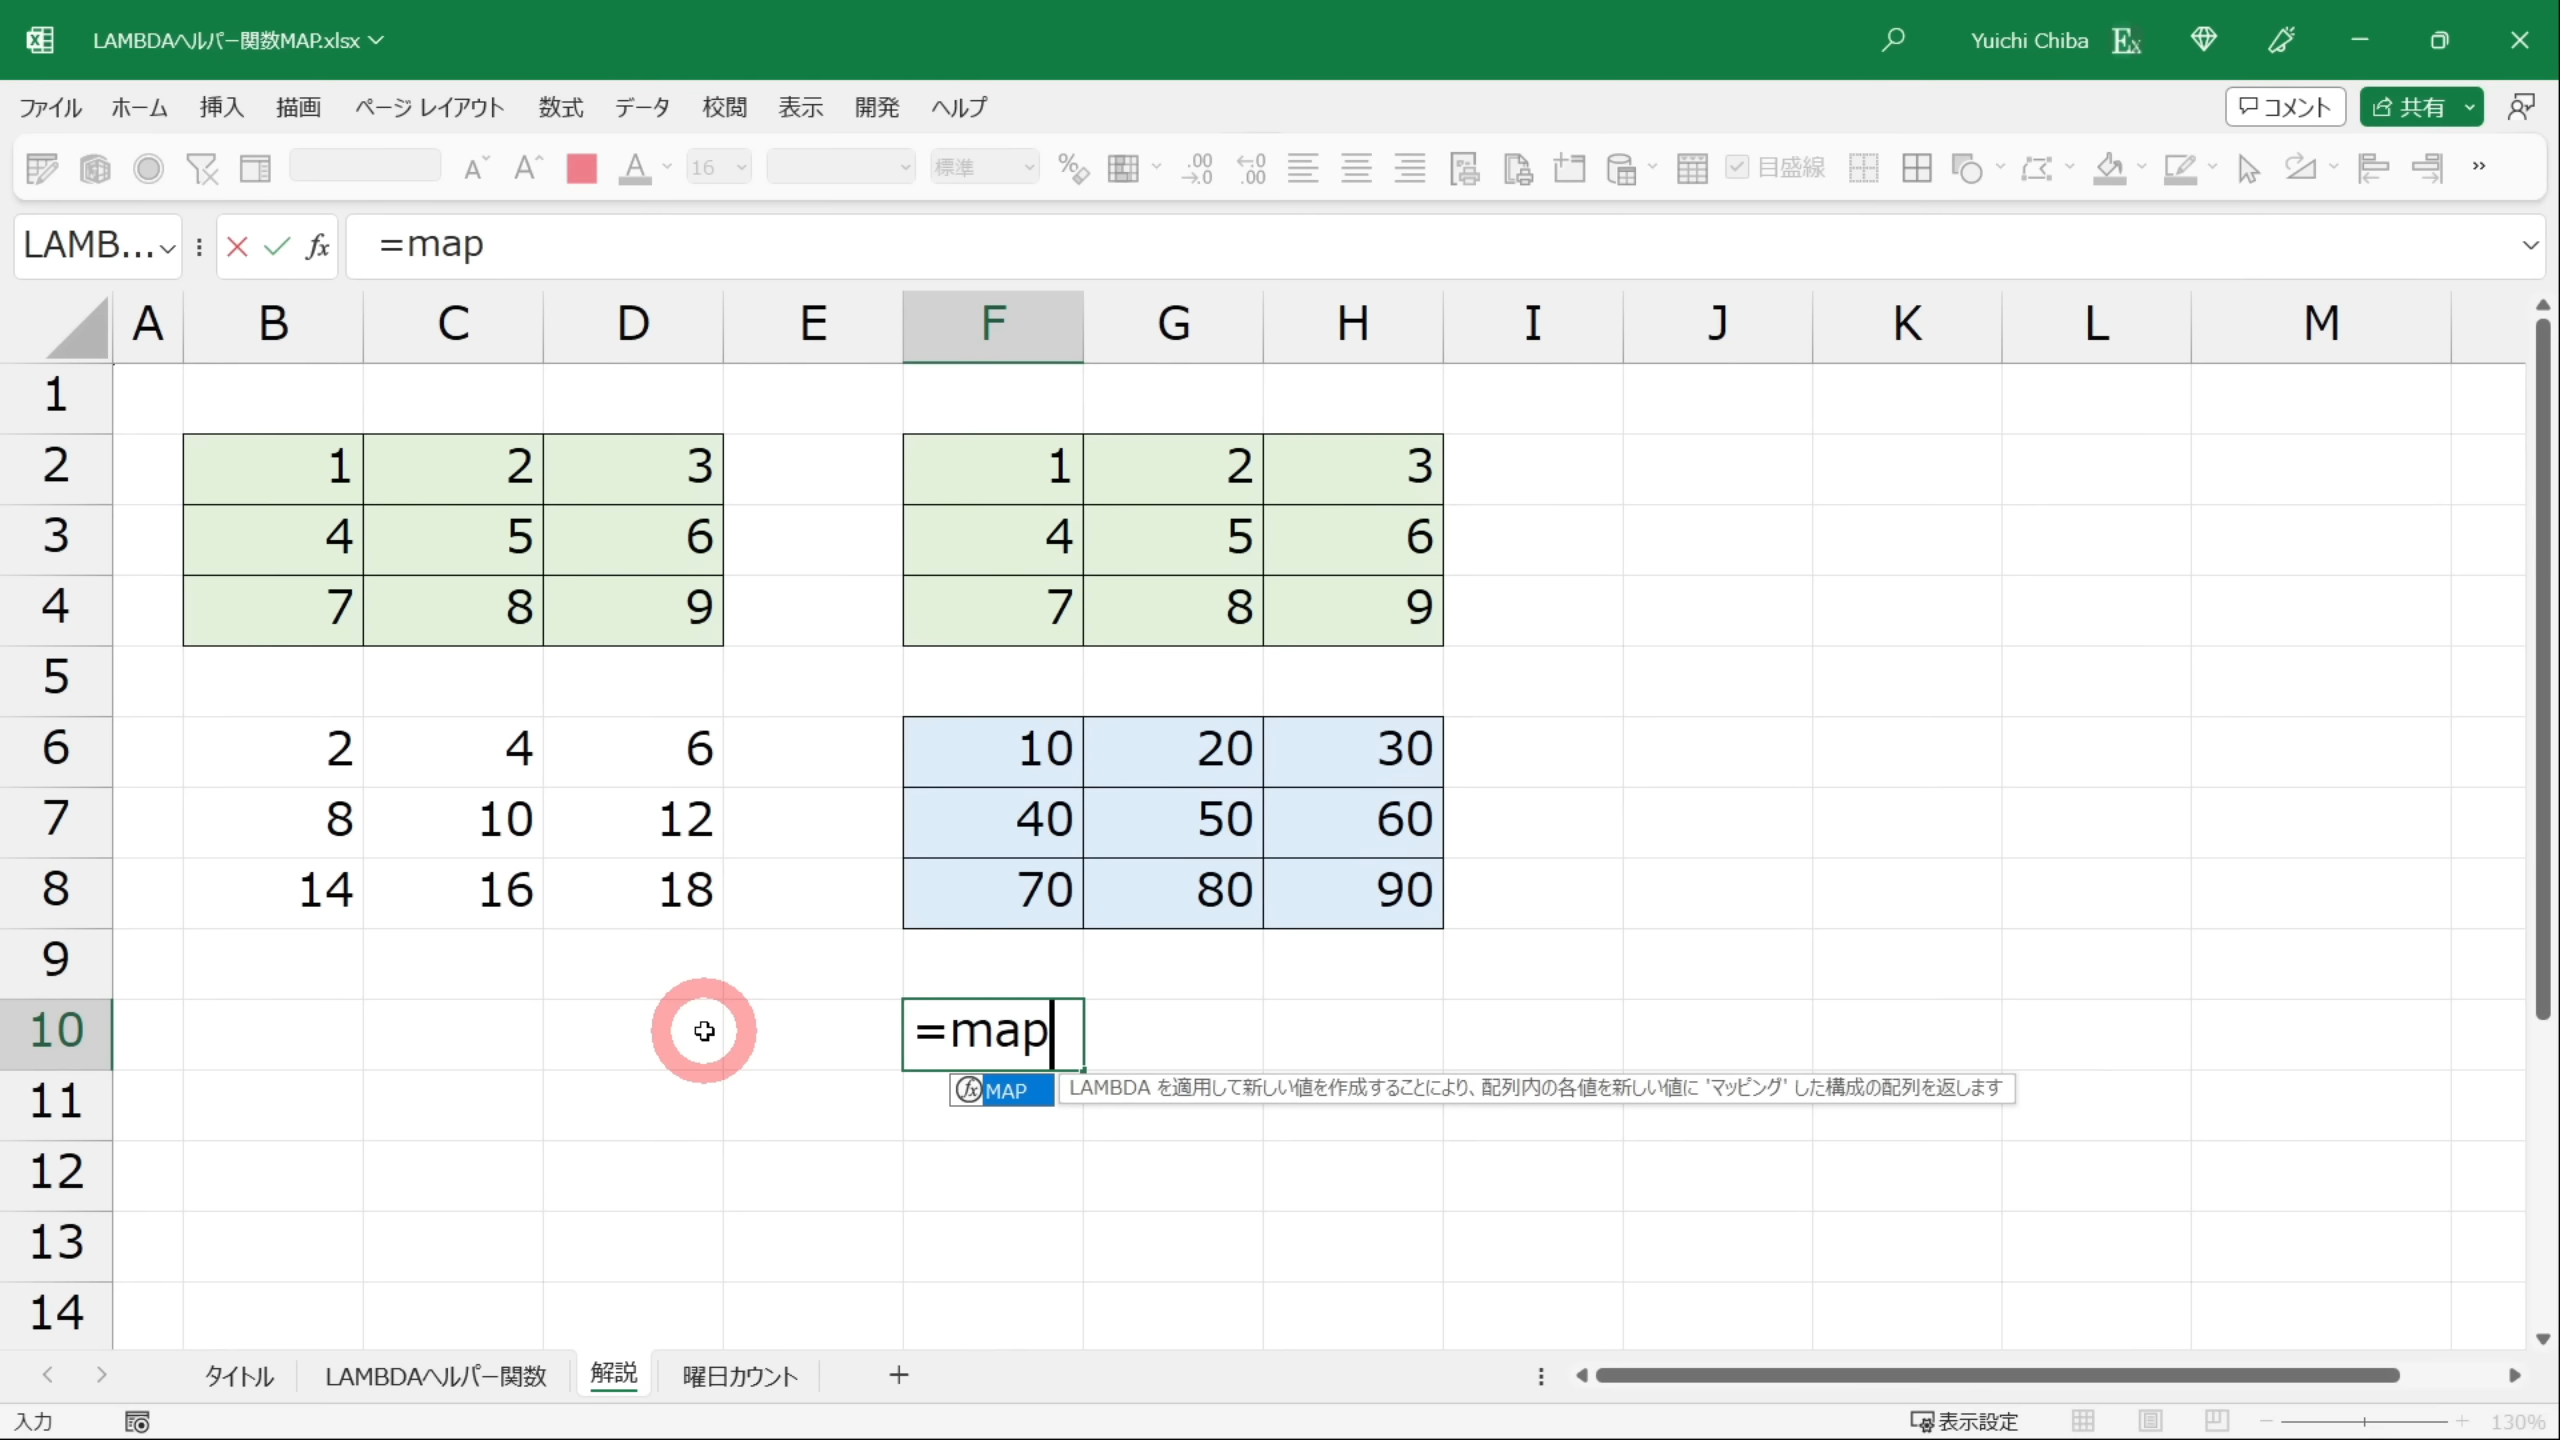 LAMBDAヘルパー関数MAP.xlsx
Yuichi Chiba
Ex
ファイル ホーム 挿入 描画 ページ レイアウト 数式 データ 校閲 表示 開発 ヘルプ
コメント 共有
16 標準 目盛線
LAMB... fx =map
A B C D E F G H I J K L M
1
2 1 2 3 1 2 3
3 4 5 6 4 5 6
4 7 8 9 7 8 9
5
6 2 4 6 10 20 30
7 8 10 12 40 50 60
8 14 16 18 70 80 90
9
10 =map
11 MAP LAMBDA を適用して新しい値を作成することにより、配列内の各値を新しい値に 'マッピング' した構成の配列を返します
12
13
14
タイトル LAMBDAヘルパー関数 解説 曜日カウント
入力 表示設定 130%